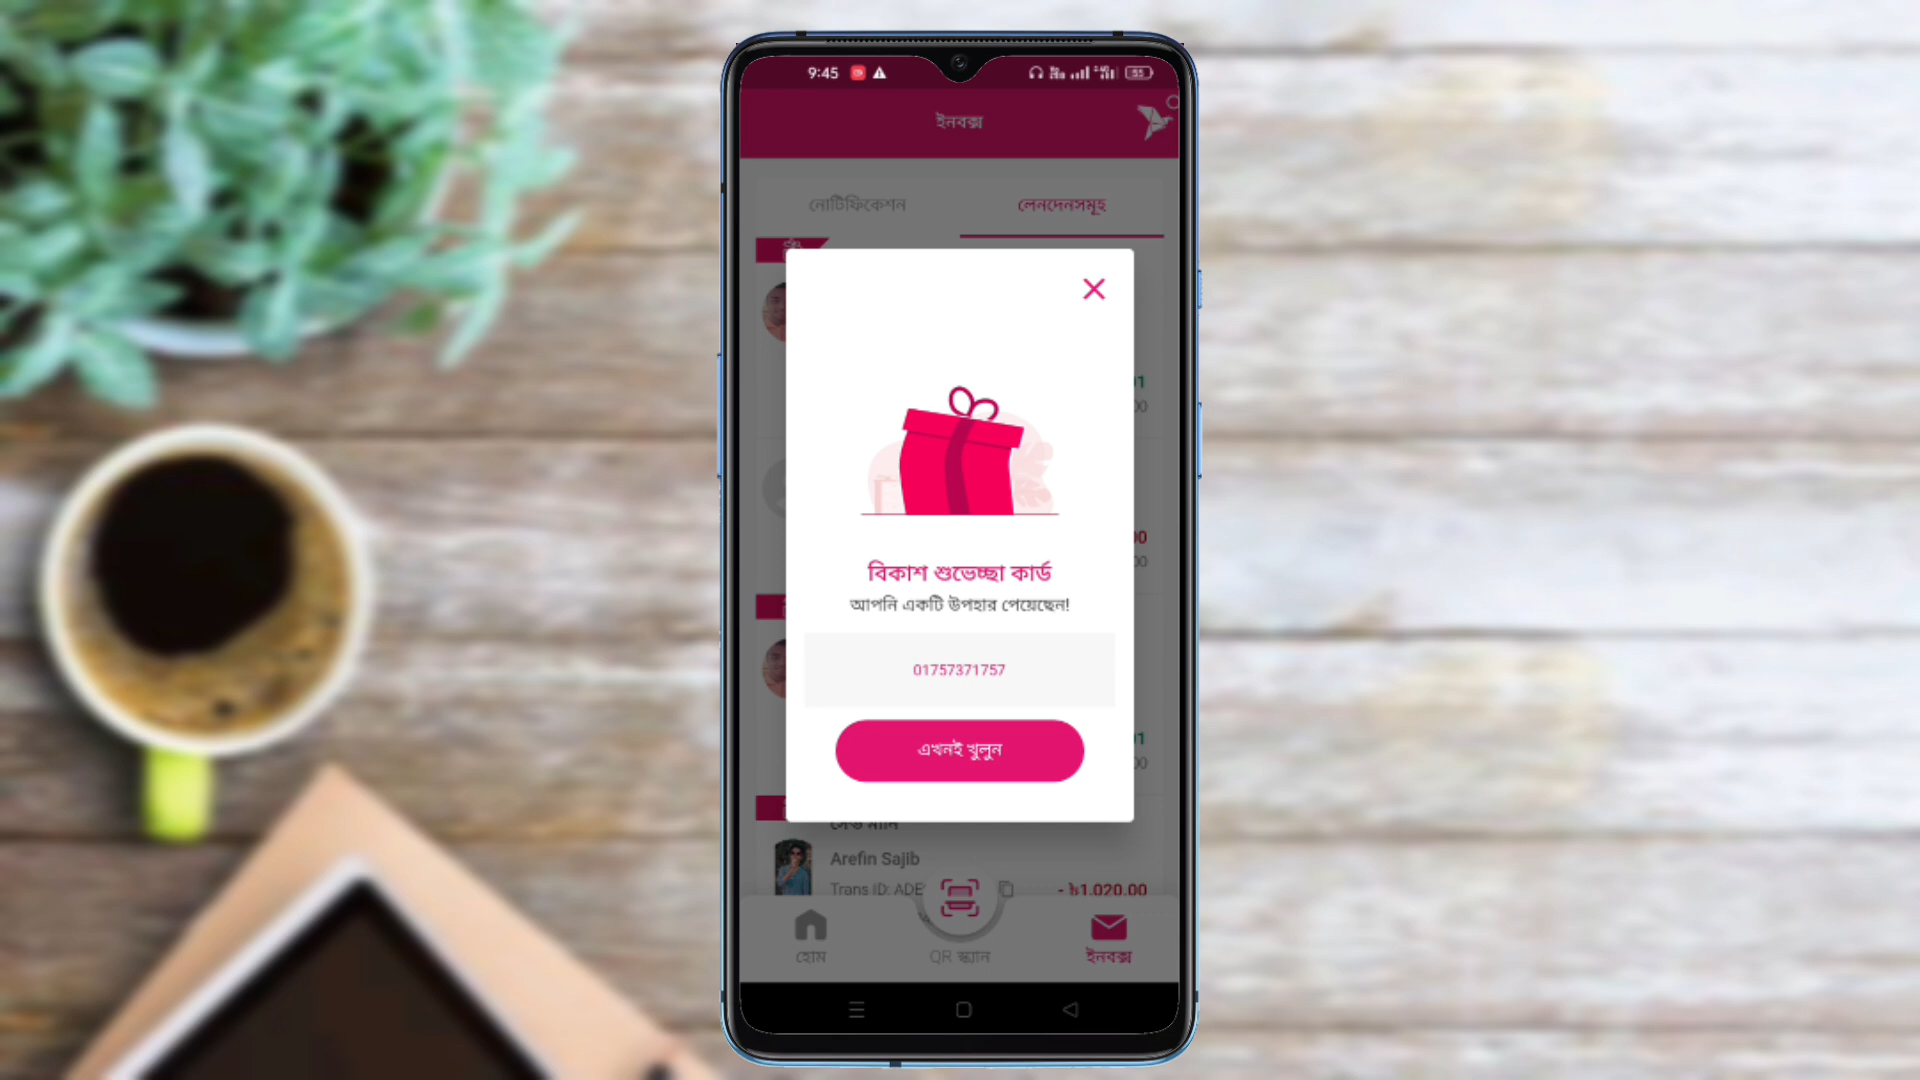 9:45
55
ইনবক্স
নোটিফিকেশন
লেনদেনসমূহ
বিকাশ শুভেচ্ছা কার্ড
আপনি একটি উপহার পেয়েছেন!
01757371757
এখনই খুলুন
সেন্ড মানি
Arefin Sajib
Trans ID: ADE
- ৳1,020.00
হোম
QR স্ক্যান
ইনবক্স